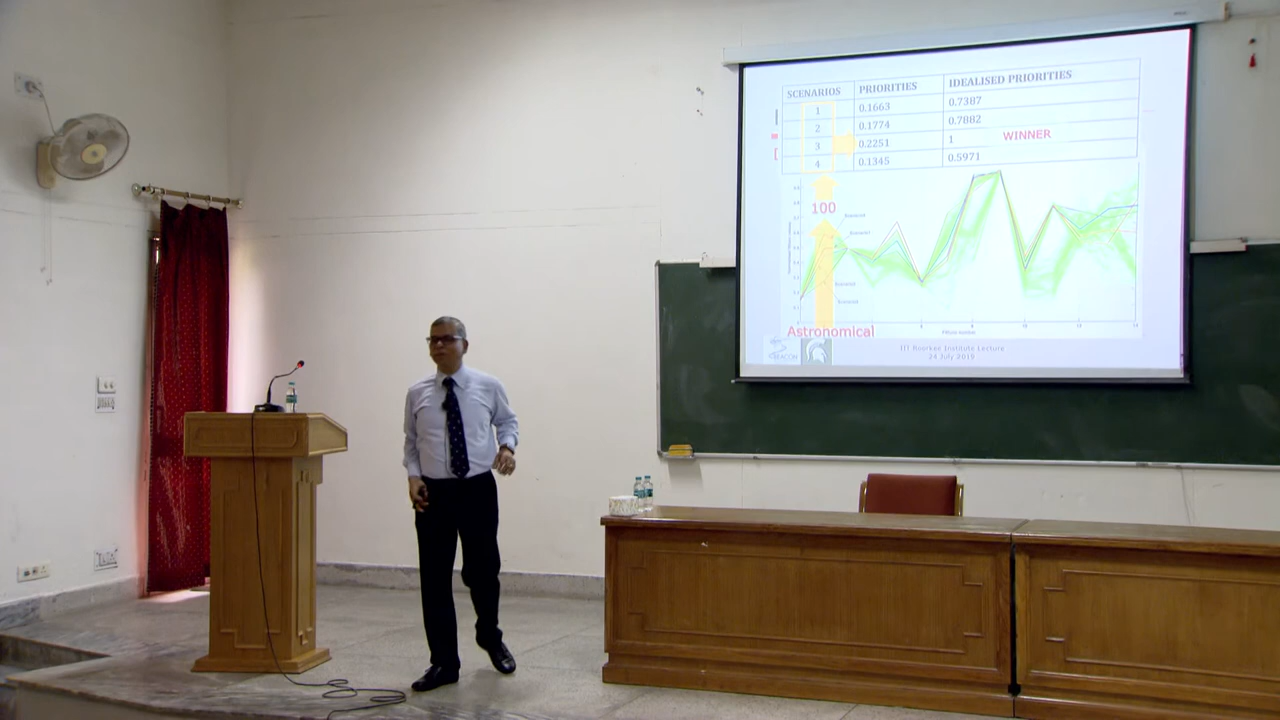 SCENARIOS PRIORITIES IDEALISED PRIORITIES
1 0.1663 0.7387
2 0.1774 0.7882
3 0.2251 1 WINNER
4 0.1345 0.5971
100
Astronomical
BEACON
IIT Roorkee Institute Lecture
24 July 2019